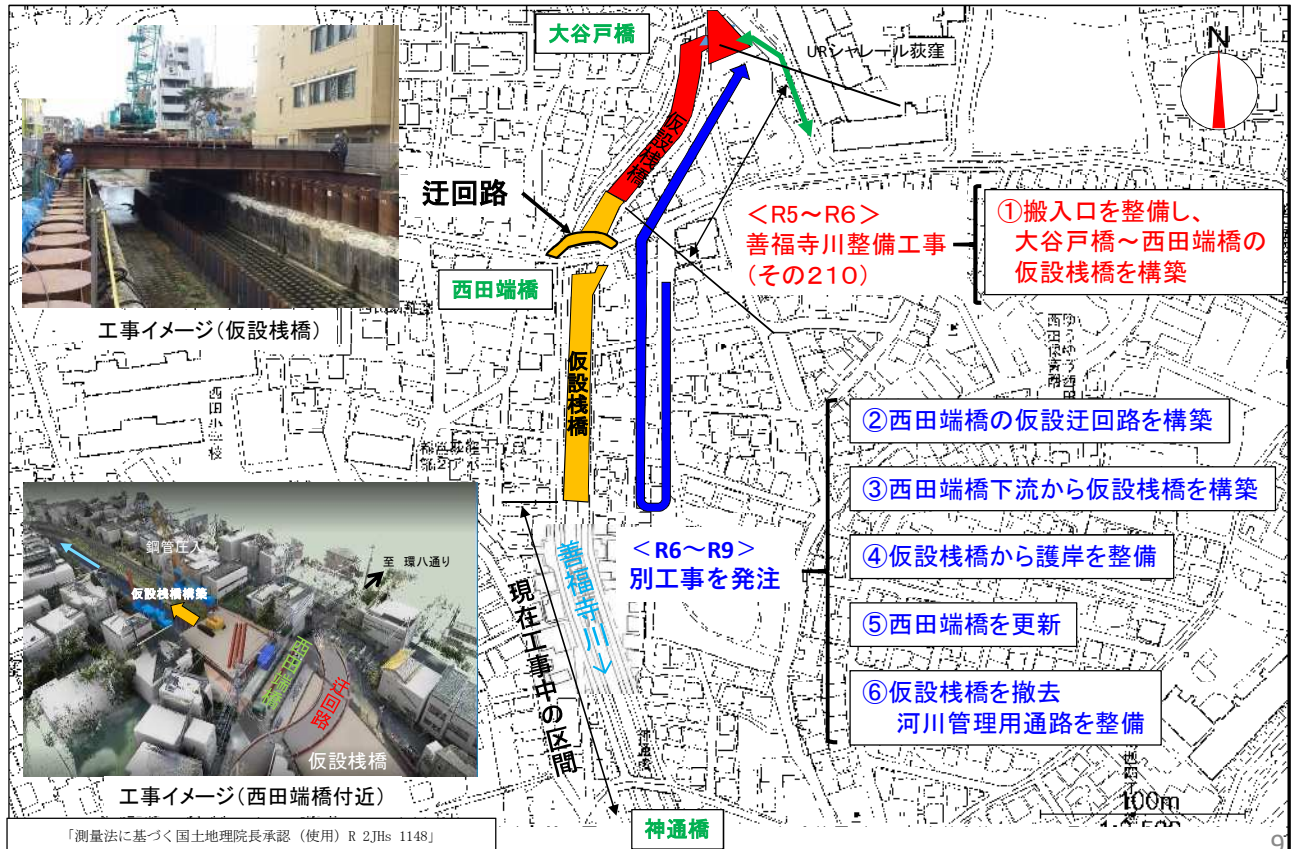 大谷戸橋
URシャレール荻窪
N
仮設桟橋
迂回路
西田端橋
<R5～R6>
善福寺川整備工事
(その210)
①搬入口を整備し、
大谷戸橋～西田端橋の
仮設桟橋を構築
工事イメージ(仮設桟橋)
仮設桟橋
②西田端橋の仮設迂回路を構築
③西田端橋下流から仮設桟橋を構築
④仮設桟橋から護岸を整備
⑤西田端橋を更新
⑥仮設桟橋を撤去
河川管理用通路を整備
<R6～R9>
別工事を発注
善福寺川↓
現在工事中の区間
鋼管圧入
至 環八通り
仮設桟橋構築
西田端橋
迂回路
仮設桟橋
工事イメージ(西田端橋付近)
神通橋
100m
「測量法に基づく国土地理院長承認(使用)R 2JHs 1148」
9